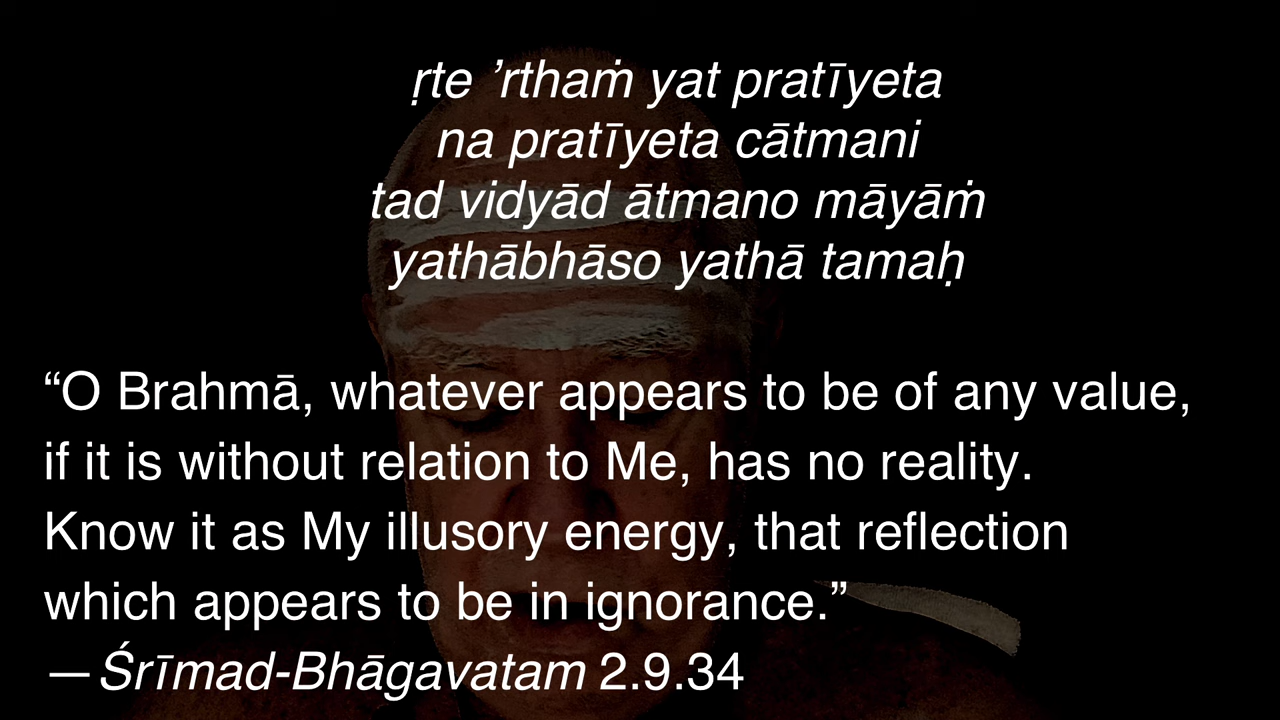 ṛte ’rthaṁ yat pratīyeta
na pratīyeta cātmani
tad vidyād ātmano māyāṁ
yathābhāso yathā tamaḥ
“O Brahmā, whatever appears to be of any value,
if it is without relation to Me, has no reality.
Know it as My illusory energy, that reflection
which appears to be in ignorance.”
—Śrīmad-Bhāgavatam 2.9.34